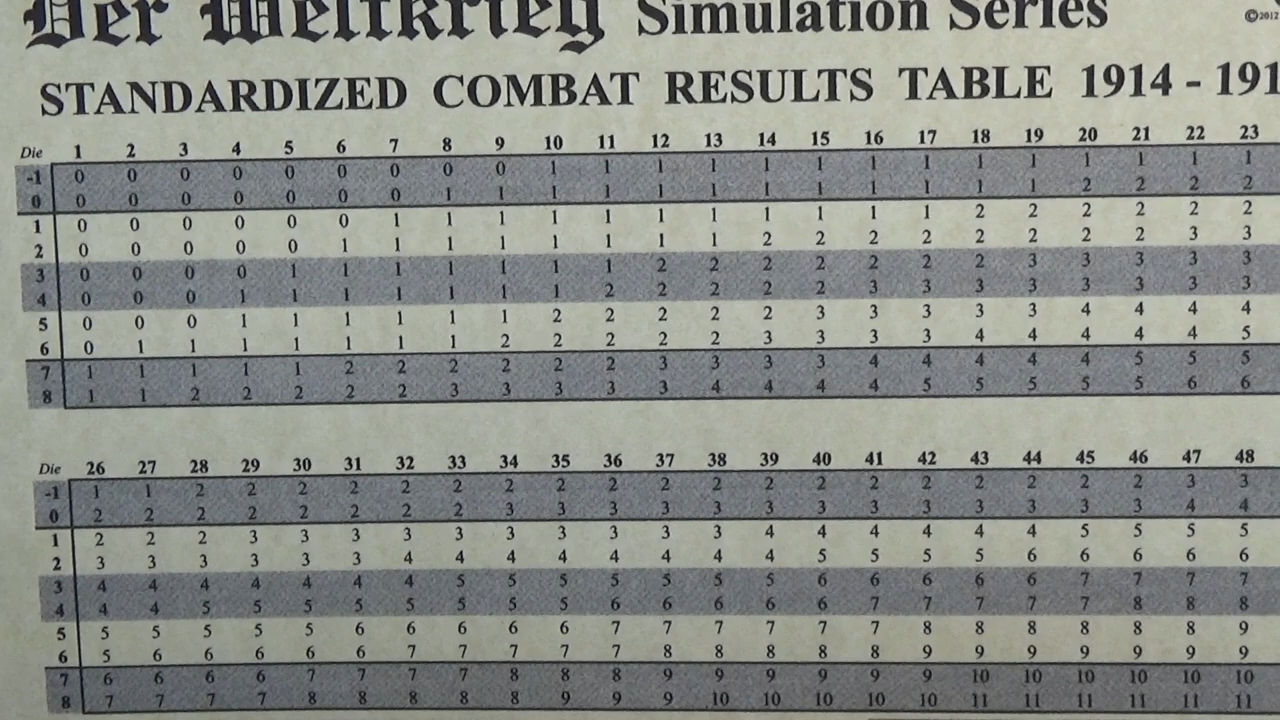 Der Weltkrieg Simulation Series ©2012
STANDARDIZED COMBAT RESULTS TABLE 1914 - 191
Die 1 2 3 4 5 6 7 8 9 10 11 12 13 14 15 16 17 18 19 20 21 22 23
-1 0 0 0 0 0 0 0 0 0 1 1 1 1 1 1 1 1 1 1 1 1 1 1
0 0 0 0 0 0 0 0 1 1 1 1 1 1 1 1 1 1 1 1 2 2 2 2
1 0 0 0 0 0 0 1 1 1 1 1 1 1 1 1 1 1 2 2 2 2 2 2
2 0 0 0 0 0 1 1 1 1 1 1 1 1 2 2 2 2 2 2 2 2 3 3
3 0 0 0 0 1 1 1 1 1 1 1 2 2 2 2 2 2 2 3 3 3 3 3
4 0 0 0 1 1 1 1 1 1 1 2 2 2 2 2 3 3 3 3 3 3 3 3
5 0 0 0 1 1 1 1 1 1 2 2 2 2 2 3 3 3 3 3 4 4 4 4
6 0 1 1 1 1 1 1 1 2 2 2 2 2 3 3 3 3 4 4 4 4 4 5
7 1 1 1 1 1 2 2 2 2 2 2 3 3 3 3 4 4 4 4 4 5 5 5
8 1 1 2 2 2 2 2 3 3 3 3 3 4 4 4 4 5 5 5 5 5 6 6
Die 26 27 28 29 30 31 32 33 34 35 36 37 38 39 40 41 42 43 44 45 46 47 48
-1 1 1 2 2 2 2 2 2 2 2 2 2 2 2 2 2 2 2 2 2 2 3 3
0 2 2 2 2 2 2 2 2 3 3 3 3 3 3 3 3 3 3 3 3 3 4 4
1 2 2 2 3 3 3 3 3 3 3 3 3 3 4 4 4 4 4 4 5 5 5 5
2 3 3 3 3 3 3 4 4 4 4 4 4 4 4 5 5 5 5 6 6 6 6 6
3 4 4 4 4 4 4 4 5 5 5 5 5 5 5 6 6 6 6 6 7 7 7 7
4 4 4 5 5 5 5 5 5 5 5 6 6 6 6 6 7 7 7 7 7 8 8 8
5 5 5 5 5 5 6 6 6 6 6 7 7 7 7 7 7 8 8 8 8 8 8 9
6 5 6 6 6 6 6 7 7 7 7 7 8 8 8 8 8 9 9 9 9 9 9 9
7 6 6 6 6 7 7 7 7 8 8 8 9 9 9 9 9 9 10 10 10 10 10 10
8 7 7 7 7 8 8 8 8 8 9 9 9 10 10 10 10 10 11 11 11 11 11 11